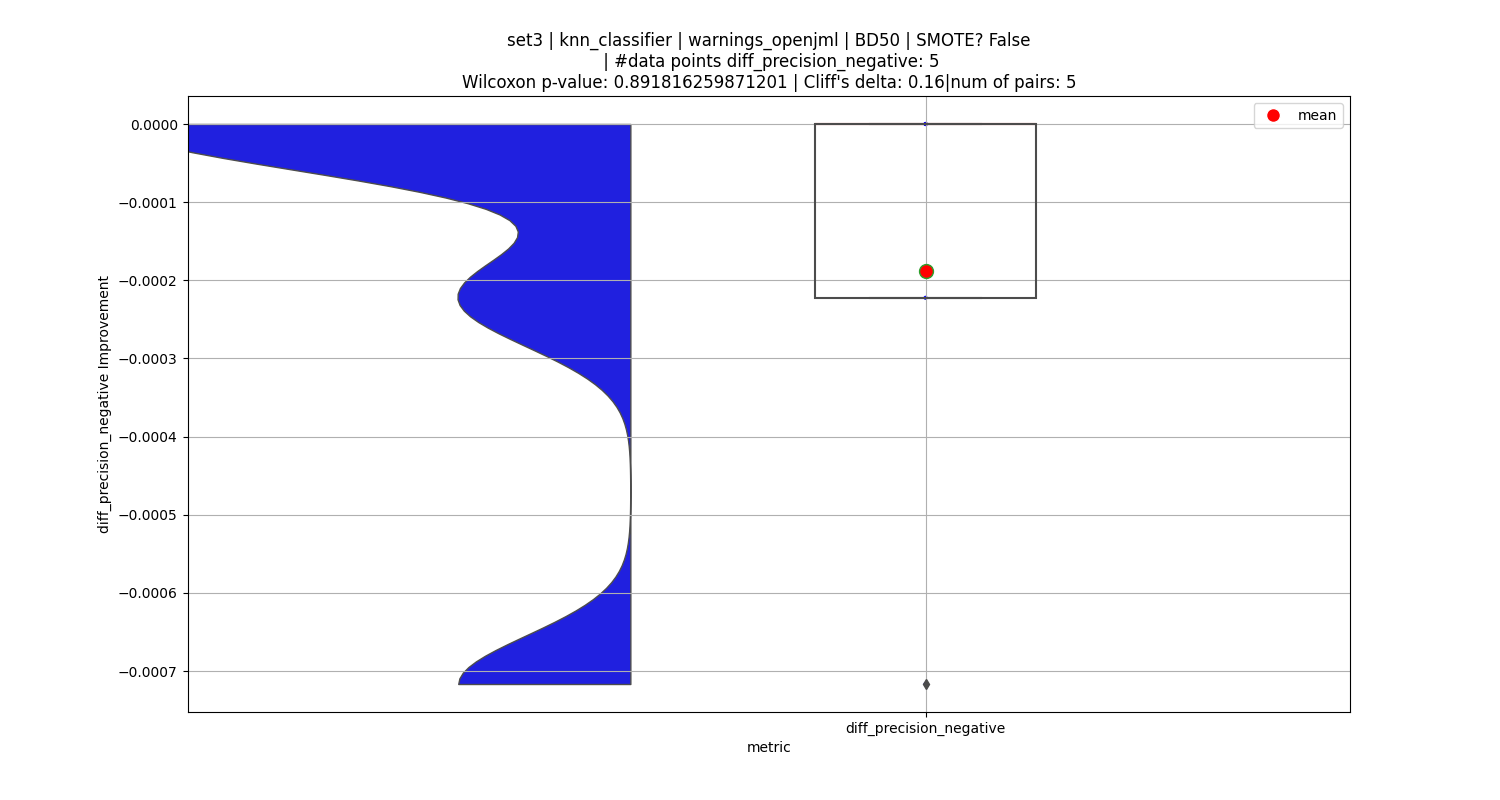 set3 | knn_classifier | warnings_openjml | BD50 | SMOTE? False
| #data points diff_precision_negative: 5
Wilcoxon p-value: 0.891816259871201 | Cliff's delta: 0.16|num of pairs: 5
mean
0.0000
−0.0001
−0.0002
−0.0003
−0.0004
−0.0005
−0.0006
−0.0007
diff_precision_negative Improvement
diff_precision_negative
metric